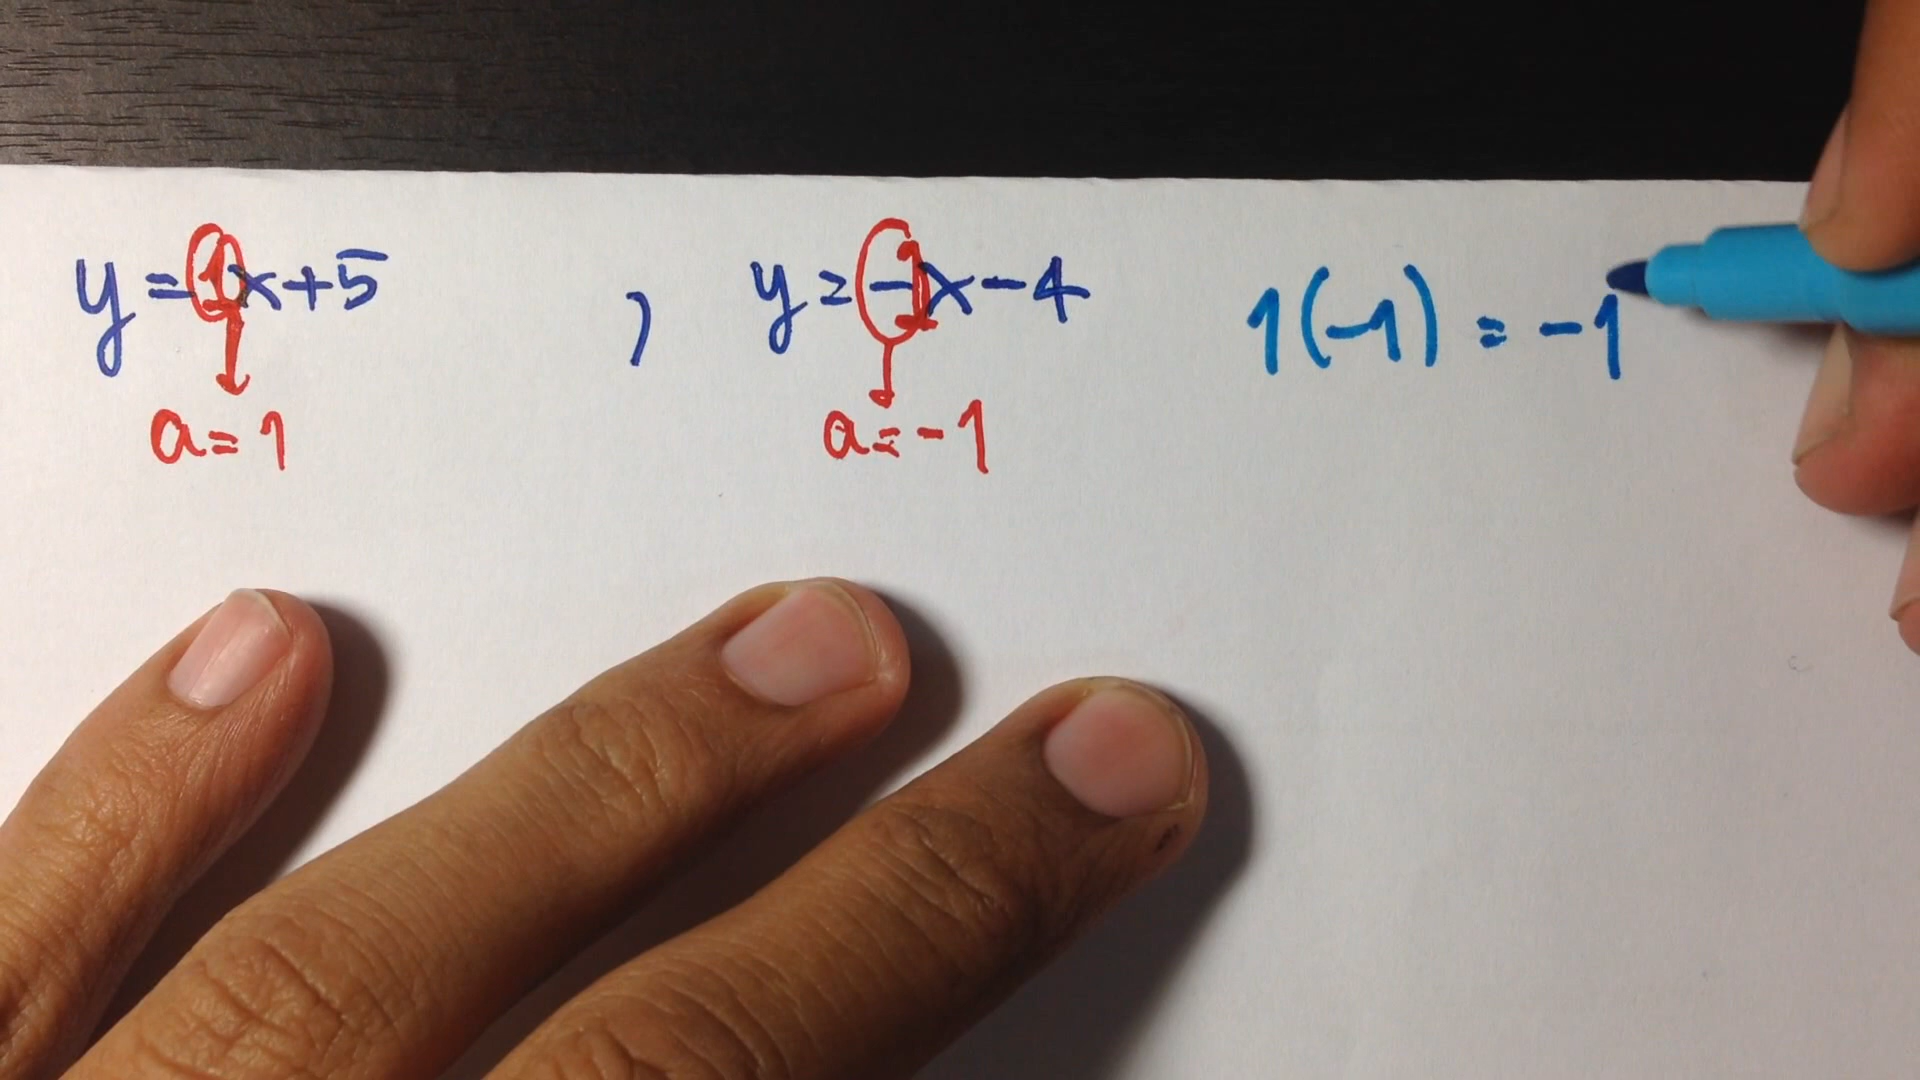 y = 1x + 5 , y = -1x - 4 1(-1) = -1
a = 1 a = -1